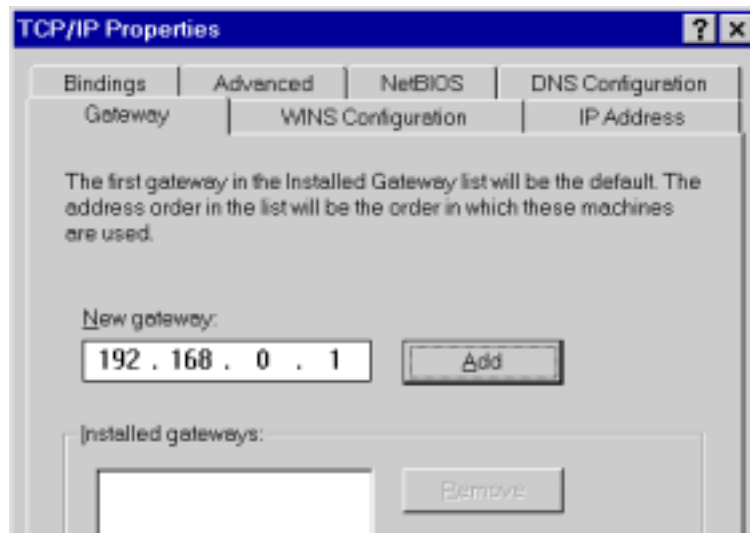 TCP/IP Properties
? ×
Bindings Advanced NetBIOS DNS Configuration
Gateway WINS Configuration IP Address
The first gateway in the Installed Gateway list will be the default. The
address order in the list will be the order in which these machines
are used.
New gateway:
192 . 168 . 0 . 1 Add
Installed gateways:
Remove